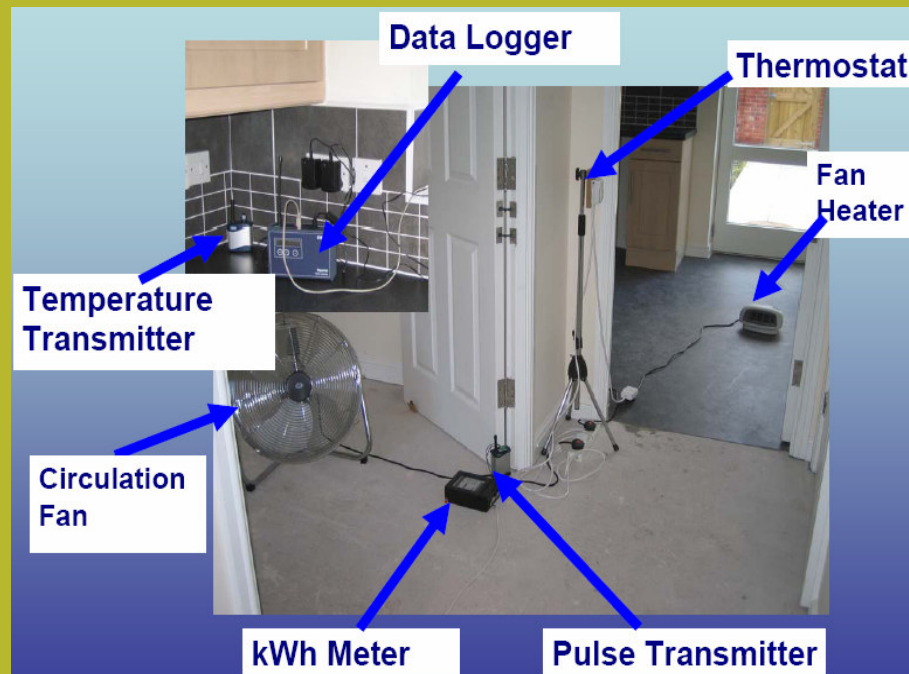 Data Logger
Thermostat
Fan
Heater
Temperature
Transmitter
Circulation
Fan
kWh Meter
Pulse Transmitter